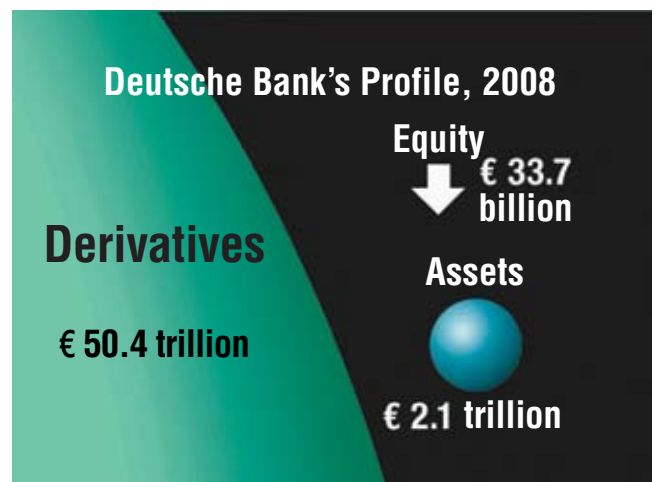 Deutsche Bank's Profile, 2008
Equity
€ 33.7
billion
Derivatives
€ 50.4 trillion
Assets
€ 2.1 trillion